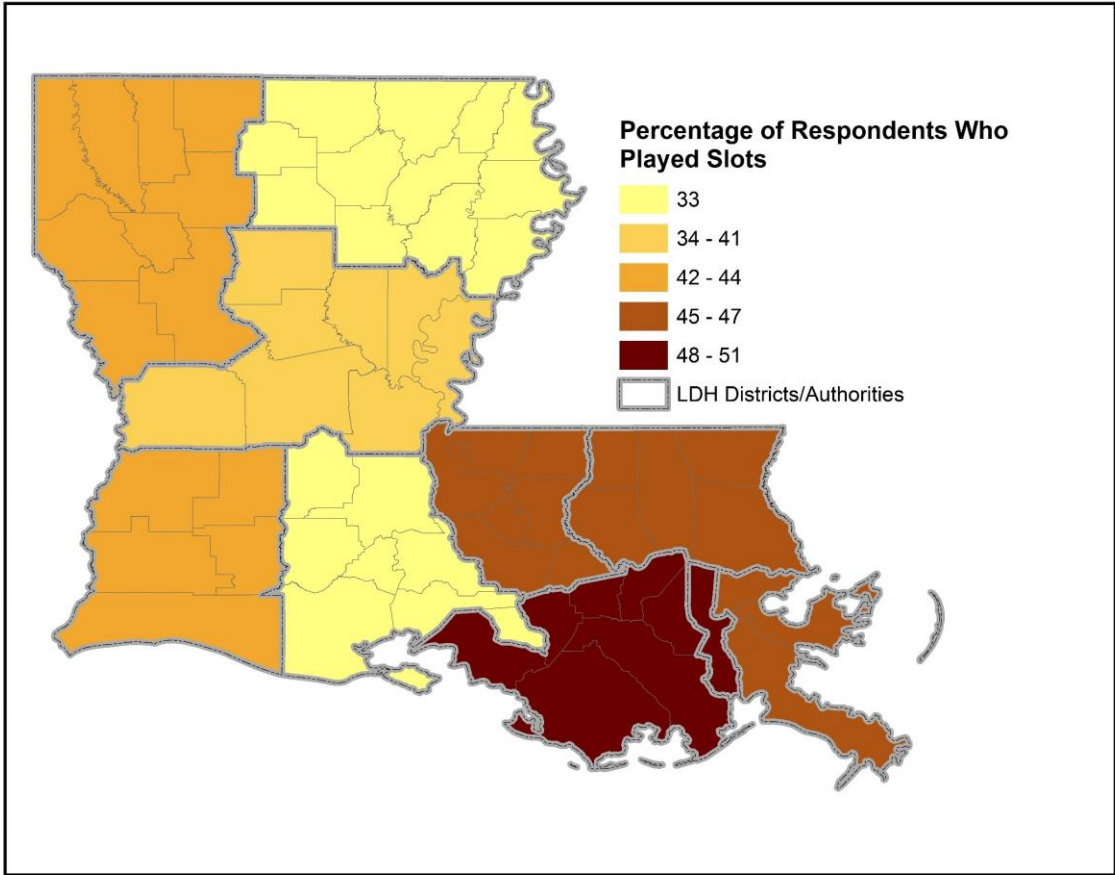 Percentage of Respondents Who
Played Slots
33
34 - 41
42 - 44
45 - 47
48 - 51
LDH Districts/Authorities